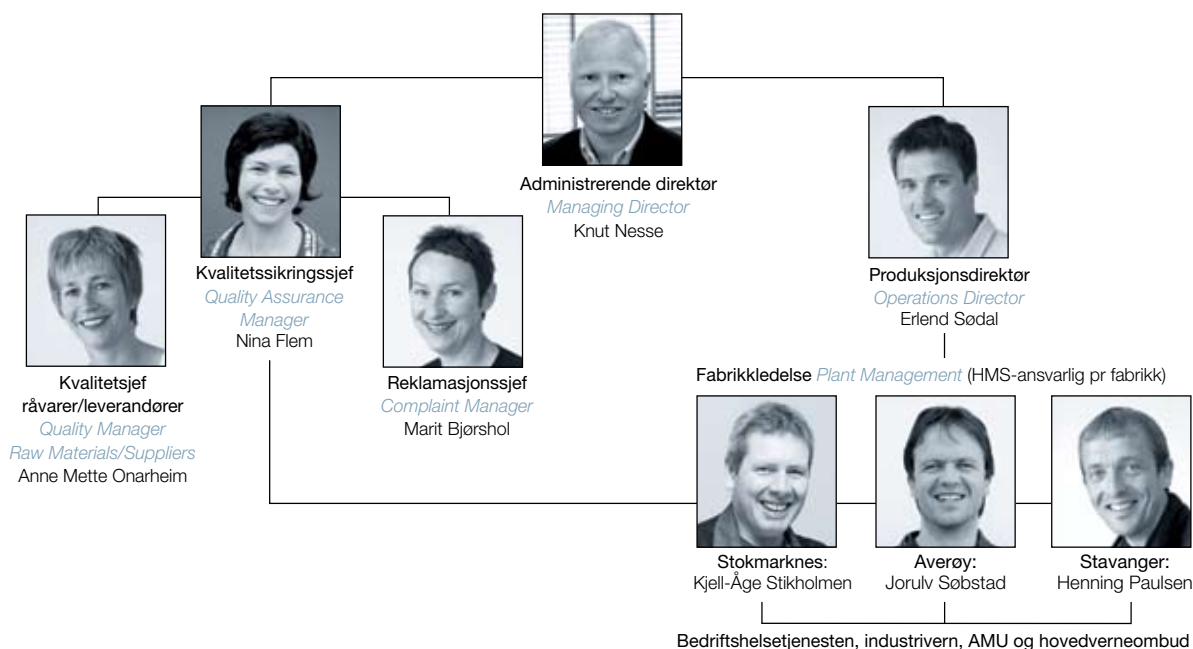 Administrerende direktør
Managing Director
Knut Nesse
Kvalitetssikringssjef
Quality Assurance
Manager
Nina Flem
Produksjonsdirektør
Operations Director
Erlend Sødal
Kvalitetsjef
råvarer/leverandører
Quality Manager
Raw Materials/Suppliers
Anne Mette Onarheim
Reklamasjonssjef
Complaint Manager
Marit Bjørshol
Fabrikkledelse Plant Management (HMS-ansvarlig pr fabrikk)
Stokmarknes:
Kjell-Åge Stikholmen
Averøy:
Jorulv Søbstad
Stavanger:
Henning Paulsen
Bedriftshelsetjenesten, industrivern, AMU og hovedverneombud